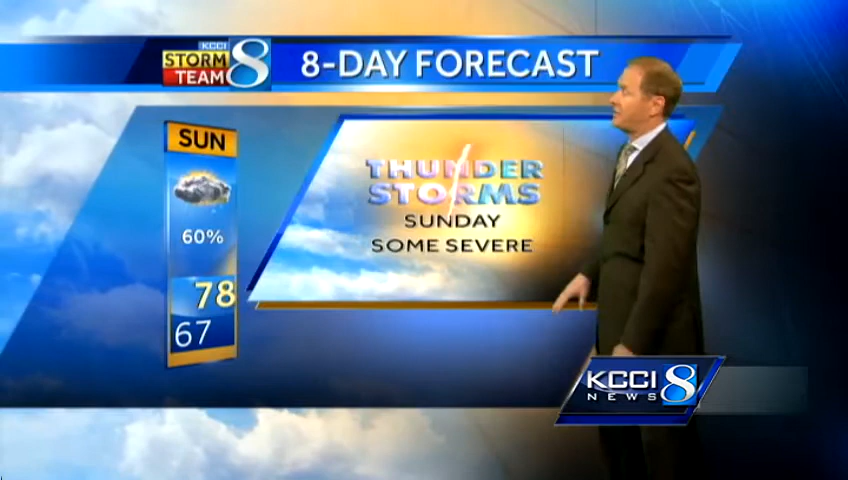 KCCI
STORM
TEAM
8
8-DAY FORECAST
SUN
60%
78
67
THUNDER
STORMS
SUNDAY
SOME SEVERE
KCCI 8
NEWS